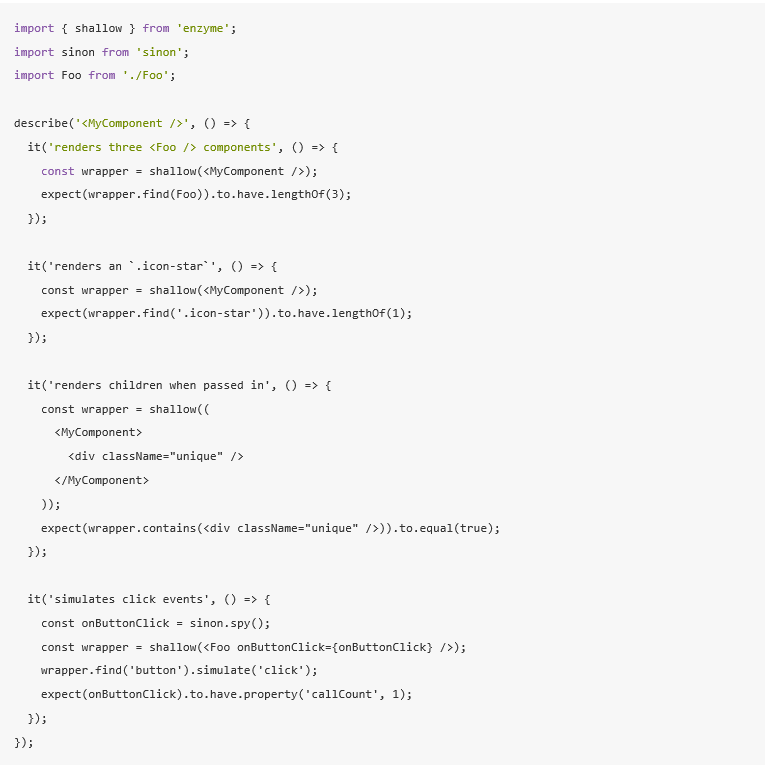 import { shallow } from 'enzyme';
import sinon from 'sinon';
import Foo from './Foo';

describe('<MyComponent />', () => {
  it('renders three <Foo /> components', () => {
    const wrapper = shallow(<MyComponent />);
    expect(wrapper.find(Foo)).to.have.lengthOf(3);
  });

  it('renders an `.icon-star`', () => {
    const wrapper = shallow(<MyComponent />);
    expect(wrapper.find('.icon-star')).to.have.lengthOf(1);
  });

  it('renders children when passed in', () => {
    const wrapper = shallow((
      <MyComponent>
        <div className="unique" />
      </MyComponent>
    ));
    expect(wrapper.contains(<div className="unique" />)).to.equal(true);
  });

  it('simulates click events', () => {
    const onButtonClick = sinon.spy();
    const wrapper = shallow(<Foo onButtonClick={onButtonClick} />);
    wrapper.find('button').simulate('click');
    expect(onButtonClick).to.have.property('callCount', 1);
  });
});